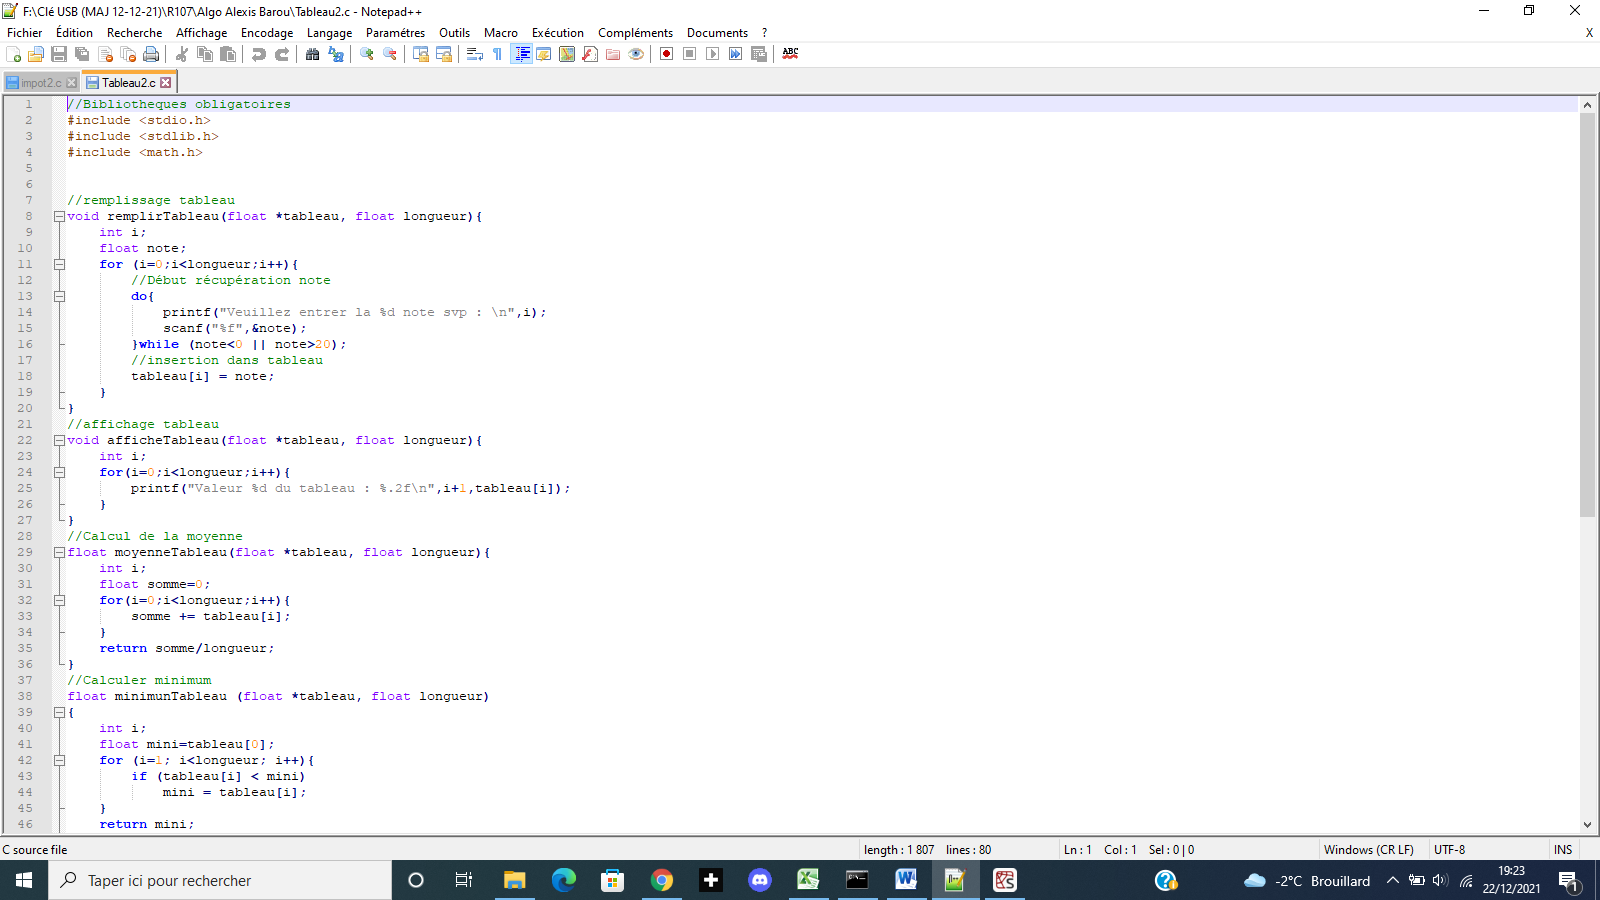 F:\Clé USB (MAJ 12-12-21)\R107\Algo Alexis Barou\Tableau2.c - Notepad++
Fichier Édition Recherche Affichage Encodage Langage Paramètres Outils Macro Exécution Compléments Documents ? X
ABC
impot2.c Tableau2.c
1 //Bibliotheques obligatoires
2 #include <stdio.h>
3 #include <stdlib.h>
4 #include <math.h>
5
6
7 //remplissage tableau
8 void remplirTableau(float *tableau, float longueur){
9 int i;
10 float note;
11 for (i=0;i<longueur;i++){
12 //Début récupération note
13 do{
14 printf("Veuillez entrer la %d note svp : \n",i);
15 scanf("%f",&note);
16 }while (note<0 || note>20);
17 //insertion dans tableau
18 tableau[i] = note;
19 }
20 }
21 //affichage tableau
22 void afficheTableau(float *tableau, float longueur){
23 int i;
24 for(i=0;i<longueur;i++){
25 printf("Valeur %d du tableau : %.2f\n",i+1,tableau[i]);
26 }
27 }
28 //Calcul de la moyenne
29 float moyenneTableau(float *tableau, float longueur){
30 int i;
31 float somme=0;
32 for(i=0;i<longueur;i++){
33 somme += tableau[i];
34 }
35 return somme/longueur;
36 }
37 //Calculer minimum
38 float minimunTableau (float *tableau, float longueur)
39 {
40 int i;
41 float mini=tableau[0];
42 for (i=1; i<longueur; i++){
43 if (tableau[i] < mini)
44 mini = tableau[i];
45 }
46 return mini;
C source file length : 1 807 lines : 80 Ln : 1 Col : 1 Sel : 0 | 0 Windows (CR LF) UTF-8 INS
Taper ici pour rechercher -2°C Brouillard 19:23
22/12/2021 1